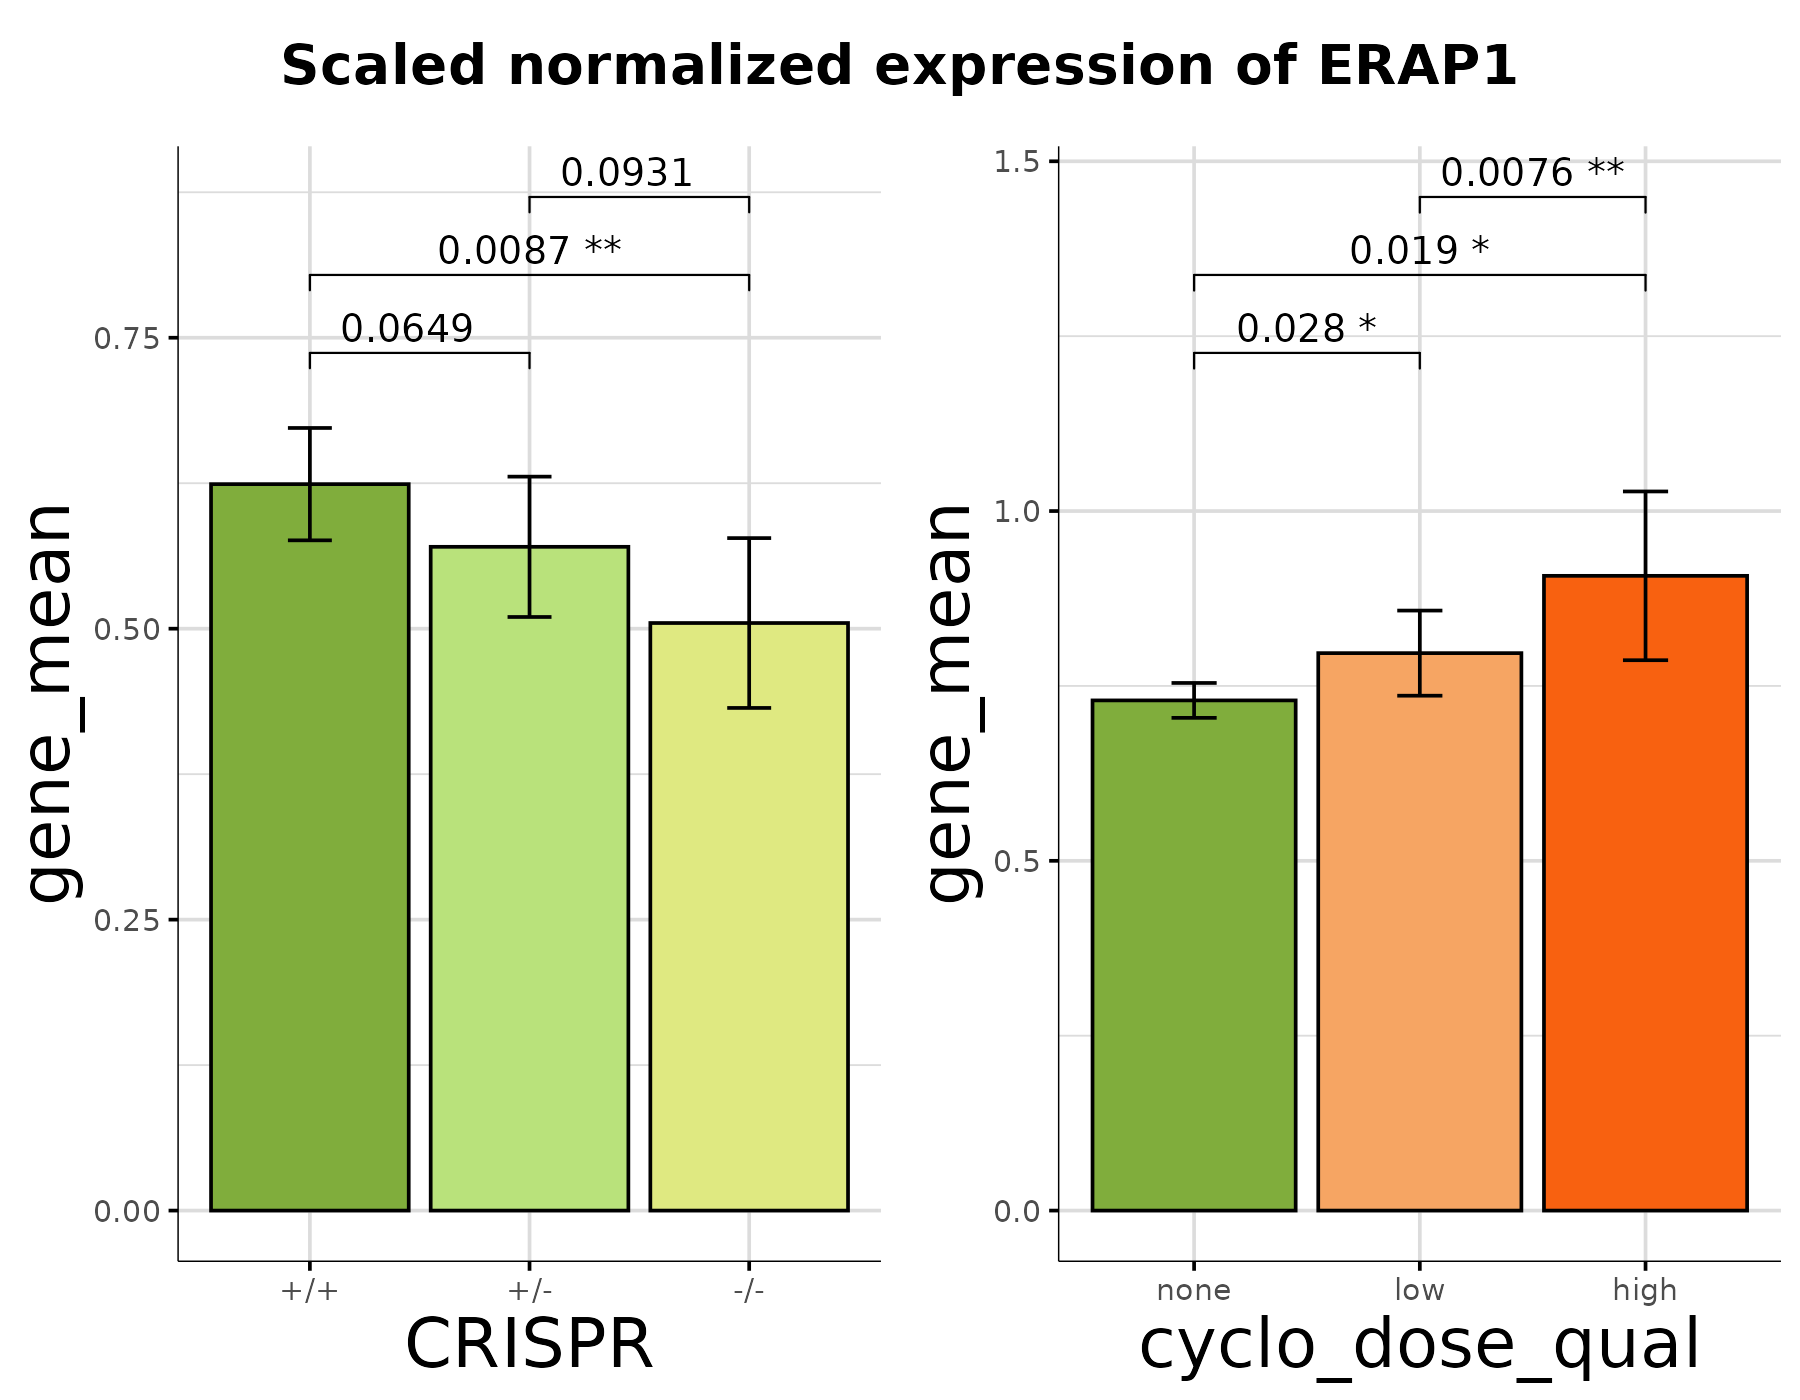 Scaled normalized expression of ERAP1
gene_mean
0.75
0.50
0.25
0.00
0.0931
0.0087 **
0.0649
+/+
+/-
-/-
CRISPR
gene_mean
1.5
1.0
0.5
0.0
0.0076 **
0.019 *
0.028 *
none
low
high
cyclo_dose_qual